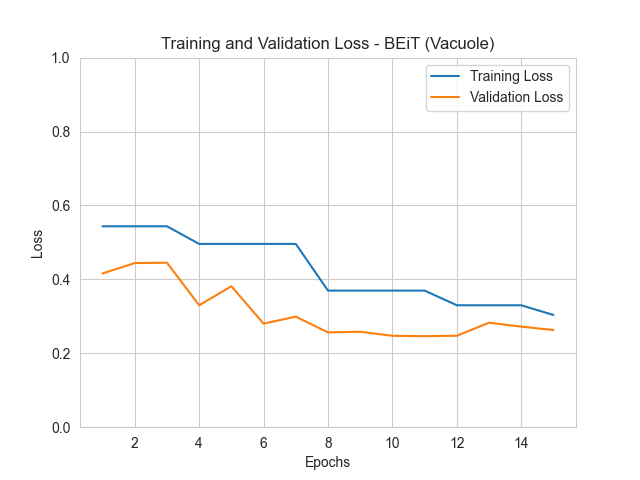 Training and Validation Loss - BEiT (Vacuole)
Training Loss
Validation Loss
1.0
0.8
0.6
0.4
0.2
0.0
Loss
2 4 6 8 10 12 14
Epochs